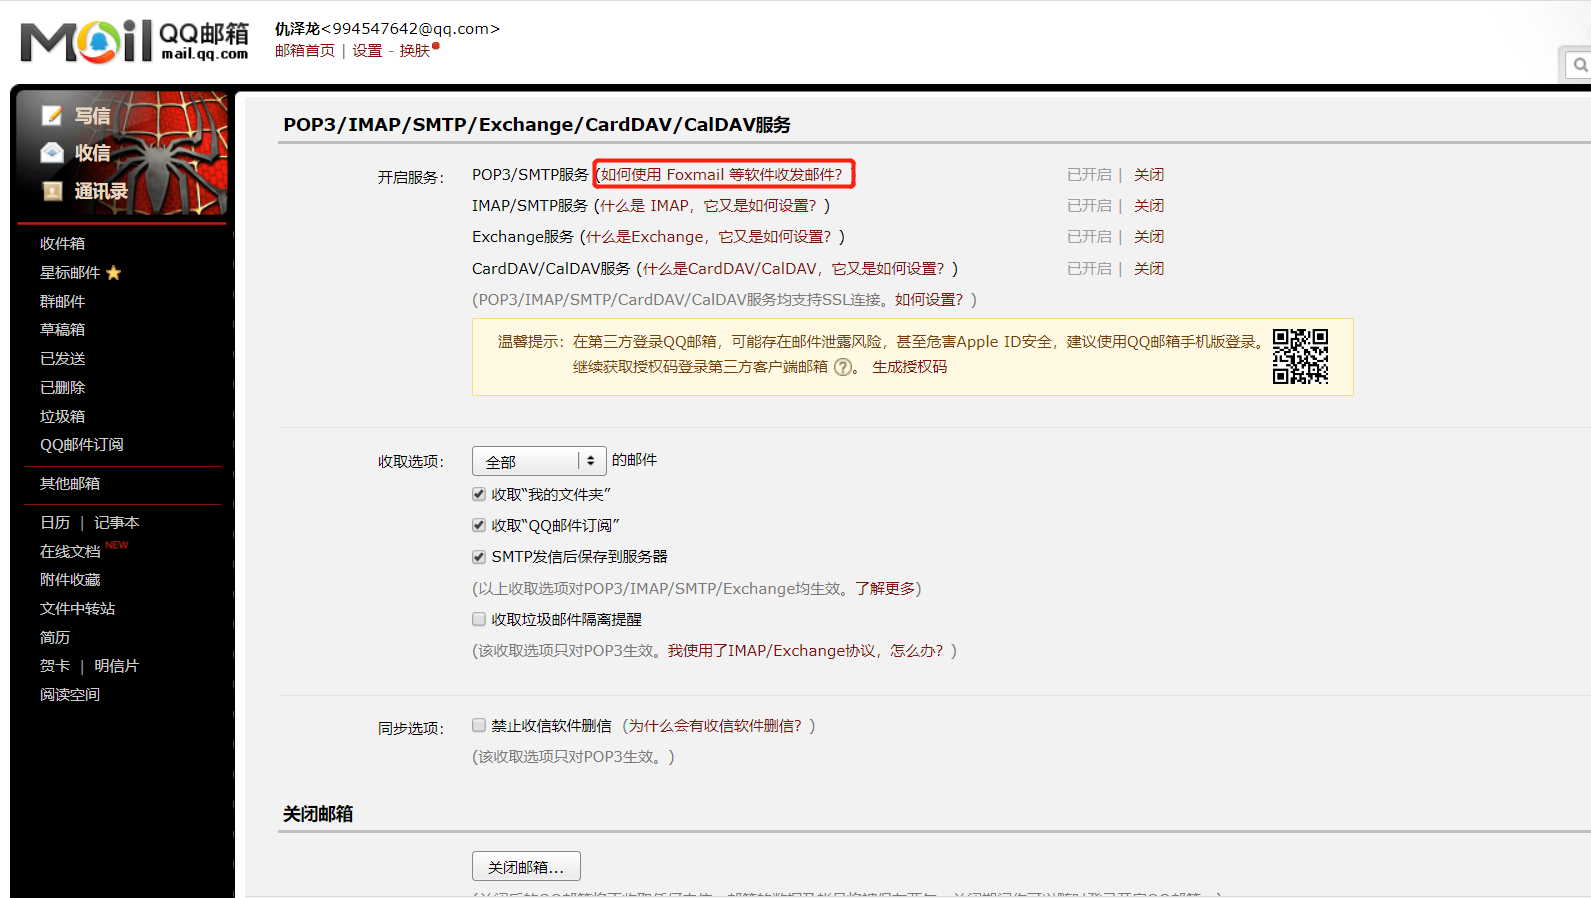 Mail QQ邮箱
mail.qq.com
仇泽龙<994547642@qq.com>
邮箱首页 | 设置 - 换肤
写信
收信
通讯录
收件箱
星标邮件
群邮件
草稿箱
已发送
已删除
垃圾箱
QQ邮件订阅
其他邮箱
日历 | 记事本
在线文档 NEW
附件收藏
文件中转站
简历
贺卡 | 明信片
阅读空间
POP3/IMAP/SMTP/Exchange/CardDAV/CalDAV服务
开启服务： POP3/SMTP服务 (如何使用 Foxmail 等软件收发邮件？) 已开启 | 关闭
IMAP/SMTP服务 (什么是 IMAP，它又是如何设置？) 已开启 | 关闭
Exchange服务 (什么是Exchange，它又是如何设置？) 已开启 | 关闭
CardDAV/CalDAV服务 (什么是CardDAV/CalDAV，它又是如何设置？) 已开启 | 关闭
(POP3/IMAP/SMTP/CardDAV/CalDAV服务均支持SSL连接。如何设置？)
温馨提示：在第三方登录QQ邮箱，可能存在邮件泄露风险，甚至危害Apple ID安全，建议使用QQ邮箱手机版登录。
继续获取授权码登录第三方客户端邮箱 ?。 生成授权码
收取选项： 全部 的邮件
收取“我的文件夹”
收取“QQ邮件订阅”
SMTP发信后保存到服务器
(以上收取选项对POP3/IMAP/SMTP/Exchange均生效。了解更多)
收取垃圾邮件隔离提醒
(该收取选项只对POP3生效。我使用了IMAP/Exchange协议，怎么办？)
同步选项： 禁止收信软件删信 （为什么会有收信软件删信？)
(该收取选项只对POP3生效。)
关闭邮箱
关闭邮箱...